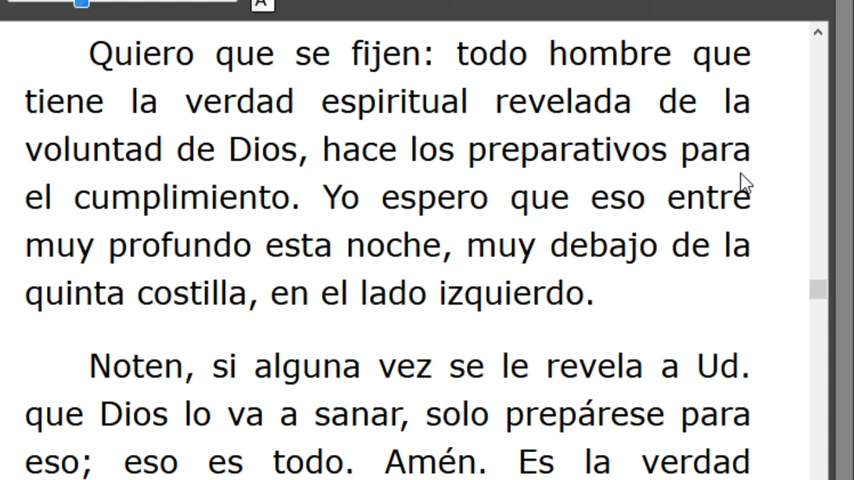 A
Quiero que se fijen: todo hombre que
tiene la verdad espiritual revelada de la
voluntad de Dios, hace los preparativos para
el cumplimiento. Yo espero que eso entre
muy profundo esta noche, muy debajo de la
quinta costilla, en el lado izquierdo.
Noten, si alguna vez se le revela a Ud.
que Dios lo va a sanar, solo prepárese para
eso; eso es todo. Amén. Es la verdad